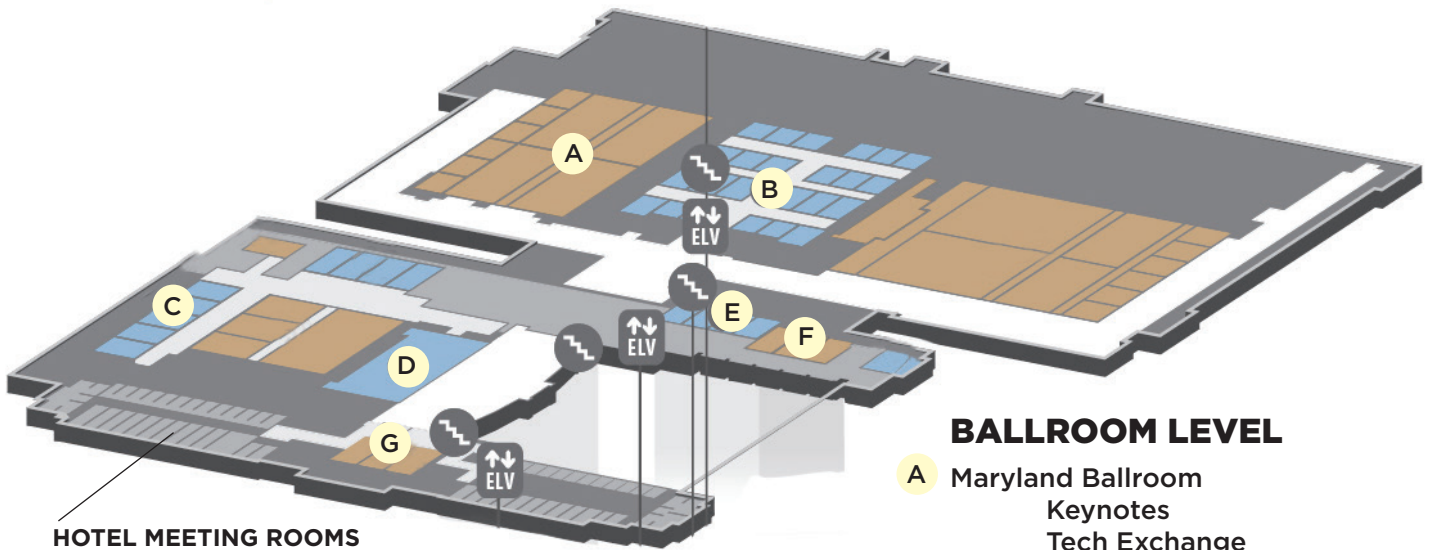 A
B
ELV
C
E
ELV
F
D
G
ELV
HOTEL MEETING ROOMS
BALLROOM LEVEL
A Maryland Ballroom
Keynotes
Tech Exchange